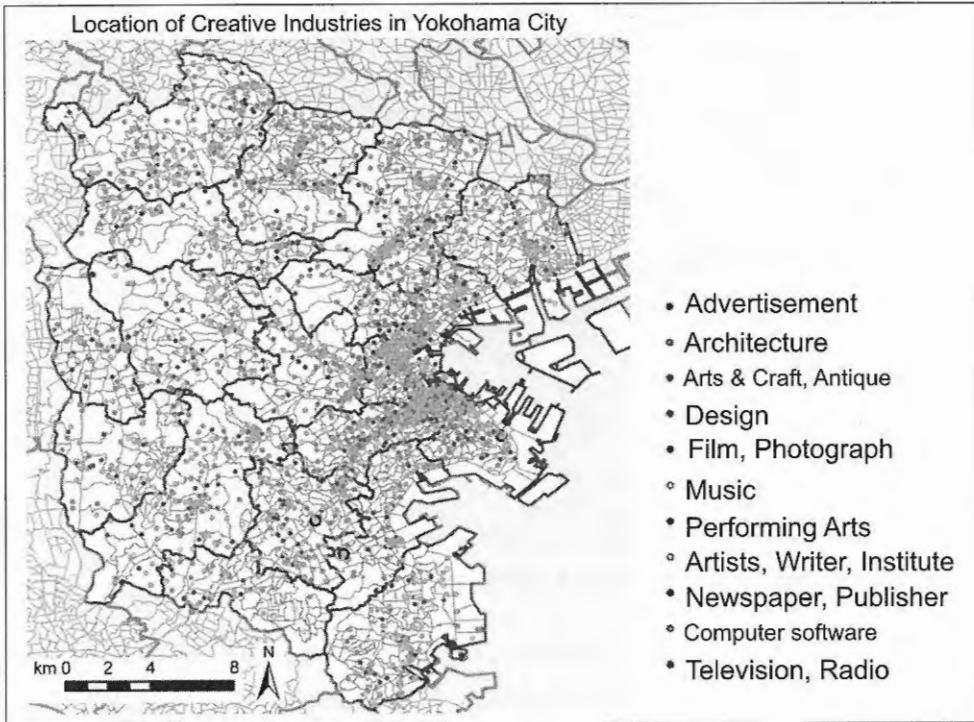 Location of Creative Industries in Yokohama City
Advertisement
Architecture
Arts & Craft, Antique
Design
Film, Photograph
Music
Performing Arts
Artists, Writer, Institute
Newspaper, Publisher
Computer software
Television, Radio
km 0 2 4 8
N